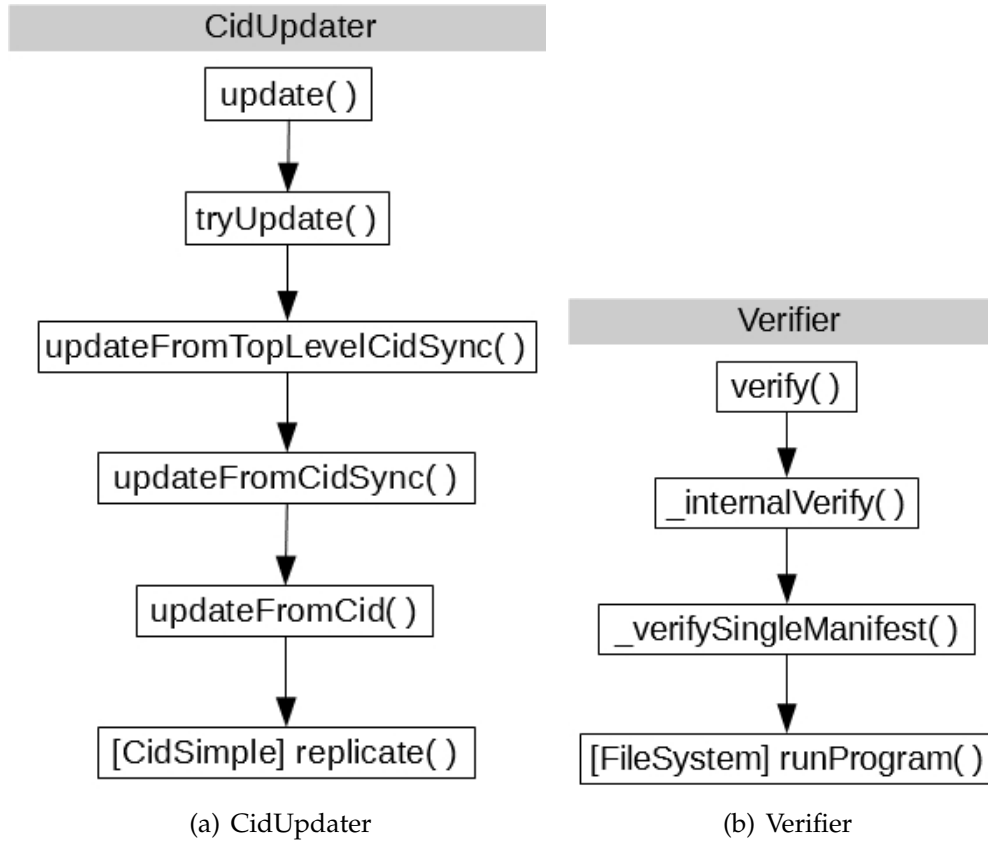 CidUpdater
update( )
tryUpdate( )
updateFromTopLevelCidSync( )
updateFromCidSync( )
updateFromCid( )
[CidSimple] replicate( )
(a) CidUpdater
Verifier
verify( )
_internalVerify( )
_verifySingleManifest( )
[FileSystem] runProgram( )
(b) Verifier